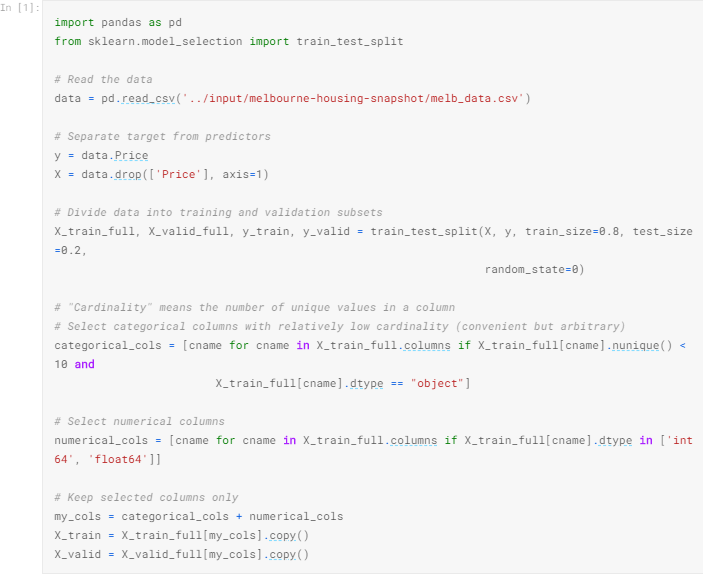 In [1]:
import pandas as pd
from sklearn.model_selection import train_test_split
# Read the data
data = pd.read_csv('../input/melbourne-housing-snapshot/melb_data.csv')
# Separate target from predictors
y = data.Price
X = data.drop(['Price'], axis=1)
# Divide data into training and validation subsets
X_train_full, X_valid_full, y_train, y_valid = train_test_split(X, y, train_size=0.8, test_size
=0.2,
random_state=0)
# "Cardinality" means the number of unique values in a column
# Select categorical columns with relatively low cardinality (convenient but arbitrary)
categorical_cols = [cname for cname in X_train_full.columns if X_train_full[cname].nunique() <
10 and
X_train_full[cname].dtype == "object"]
# Select numerical columns
numerical_cols = [cname for cname in X_train_full.columns if X_train_full[cname].dtype in ['int
64', 'float64']]
# Keep selected columns only
my_cols = categorical_cols + numerical_cols
X_train = X_train_full[my_cols].copy()
X_valid = X_valid_full[my_cols].copy()